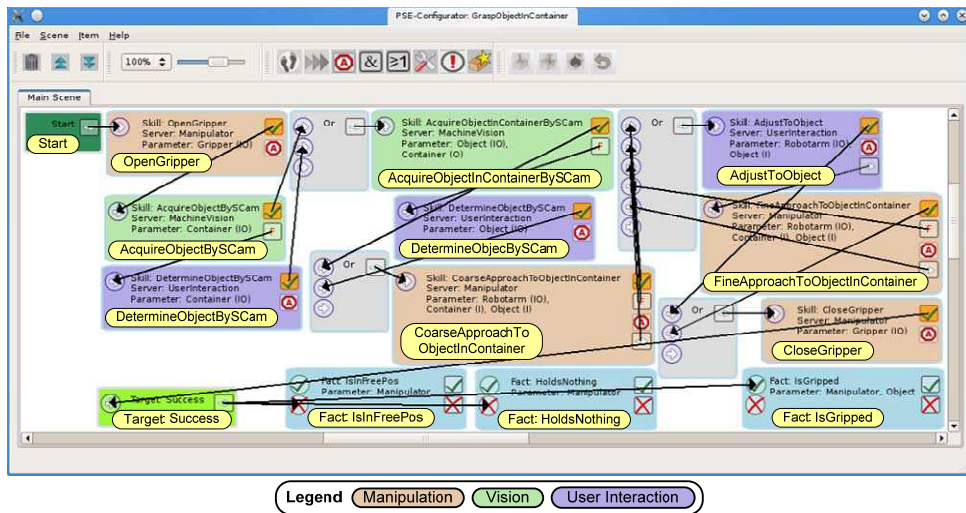 PSE-Configurator: GraspObjectInContainer
File Scene Item Help
100%
A & ≥1
Main Scene
Start
Start
Skill: OpenGripper
Server: Manipulator
Parameter: Gripper (IO)
A
OpenGripper
Or
Skill: AcquireObjectInContainerBySCam
Server: MachineVision
Parameter: Object (IO),
Container (O)
F
AcquireObjectInContainerBySCam
Or
Skill: AdjustToObject
Server: UserInteraction
Parameter: Robotarm (IO),
Object (I)
A
AdjustToObject
Skill: AcquireObjectBySCam
Server: MachineVision
Parameter: Container (IO)
F
AcquireObjectBySCam
Skill: DetermineObjectBySCam
Server: UserInteraction
Parameter: Object (IO)
A
DetermineObjecBySCam
Skill: FineApproachToObjectInContainer
Server: Manipulator
Parameter: Robotarm (IO),
Container (I), Object (I)
F
A
FineApproachToObjectInContainer
Skill: DetermineObjectBySCam
Server: UserInteraction
Parameter: Container (IO)
A
DetermineObjectBySCam
Or
Skill: CoarseApproachToObjectInContainer
Server: Manipulator
Parameter: Robotarm (IO),
Container (I), Object (I)
F
A
CoarseApproachTo
ObjectInContainer
Or
Skill: CloseGripper
Server: Manipulator
Parameter: Gripper (IO)
A
CloseGripper
Target: Success
Target: Success
Fact: IsInFreePos
Parameter: Manipulator
Fact: IsInFreePos
Fact: HoldsNothing
Parameter: Manipulator
Fact: HoldsNothing
Fact: IsGripped
Parameter: Manipulator, Object
Fact: IsGripped
Legend Manipulation Vision User Interaction